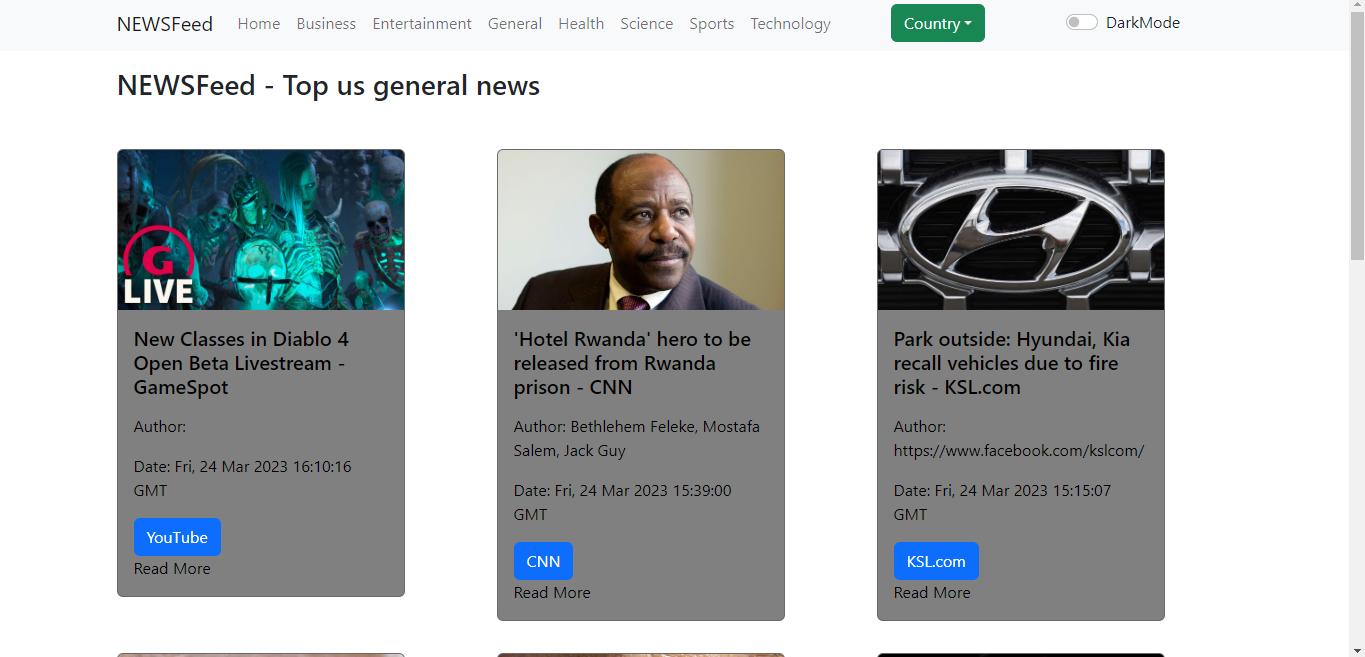 NEWSFeed Home Business Entertainment General Health Science Sports Technology Country DarkMode
NEWSFeed - Top us general news
G
LIVE
New Classes in Diablo 4
Open Beta Livestream -
GameSpot
Author:
Date: Fri, 24 Mar 2023 16:10:16
GMT
YouTube
Read More
'Hotel Rwanda' hero to be
released from Rwanda
prison - CNN
Author: Bethlehem Feleke, Mostafa
Salem, Jack Guy
Date: Fri, 24 Mar 2023 15:39:00
GMT
CNN
Read More
Park outside: Hyundai, Kia
recall vehicles due to fire
risk - KSL.com
Author:
https://www.facebook.com/kslcom/
Date: Fri, 24 Mar 2023 15:15:07
GMT
KSL.com
Read More